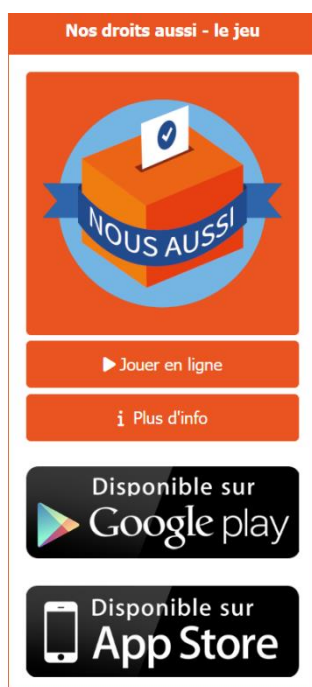 Nos droits aussi - le jeu
NOUS AUSSI
Jouer en ligne
Plus d'info
Disponible sur
Google play
Disponible sur
App Store